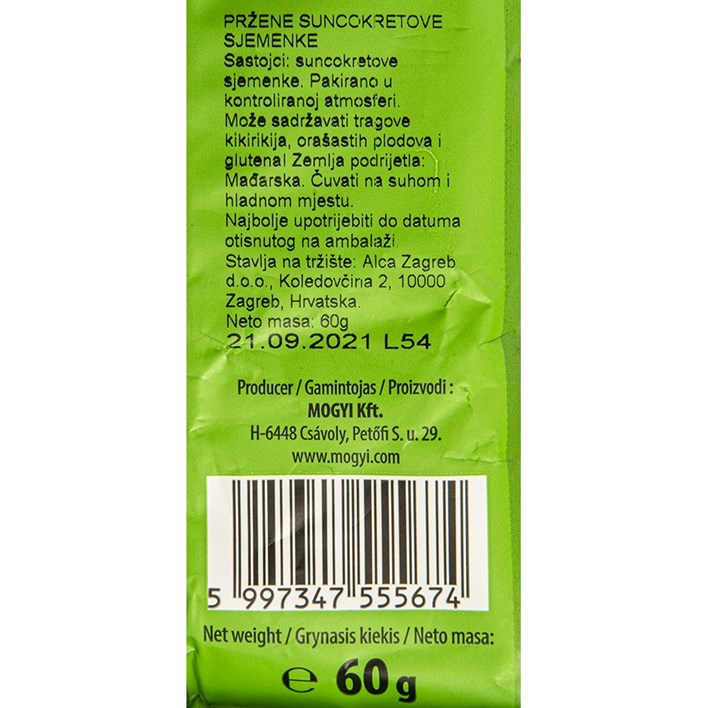 PRŽENE SUNCOKRETOVE
SJEMENKE
Sastojci: suncokretove
sjemenke. Pakirano u
kontroliranoj atmosferi.
Može sadržavati tragove
kikirikija, orašastih plodova i
glutena! Zemlja podrijetla:
Mađarska. Čuvati na suhom i
hladnom mjestu.
Najbolje upotrijebiti do datuma
otisnutog na ambalaži.
Stavlja na tržište: Alca Zagreb
d.o.o., Koledovčina 2, 10000
Zagreb, Hrvatska.
Neto masa: 60g
21.09.2021 L54
Producer / Gamintojas / Proizvodi :
MOGYI Kft.
H-6448 Csávoly, Petőfi S. u. 29.
www.mogyi.com
5 997347 555674
Net weight / Grynasis kiekis / Neto masa:
℮ 60 g